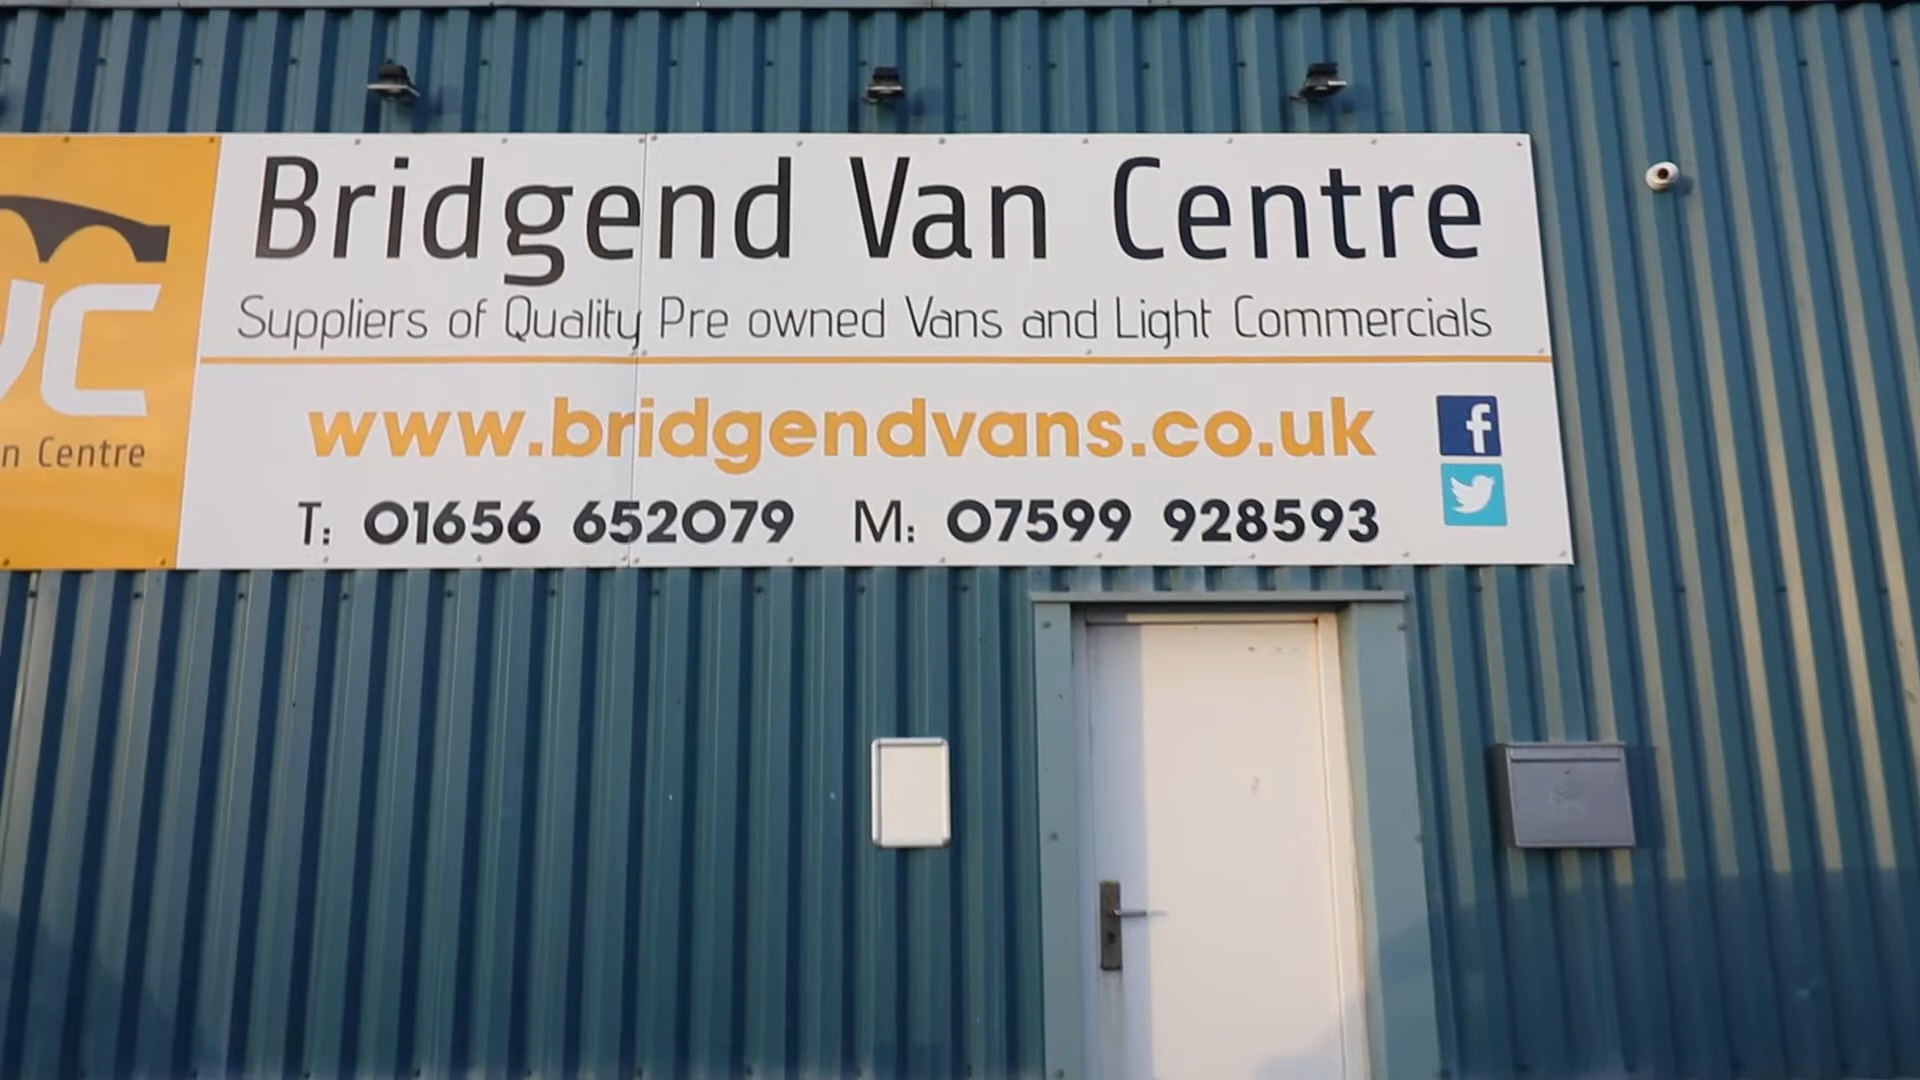 Bridgend Van Centre
Suppliers of Quality Pre owned Vans and Light Commercials
www.bridgendvans.co.uk
T: 01656 652079 M: 07599 928593
VC
n Centre
f